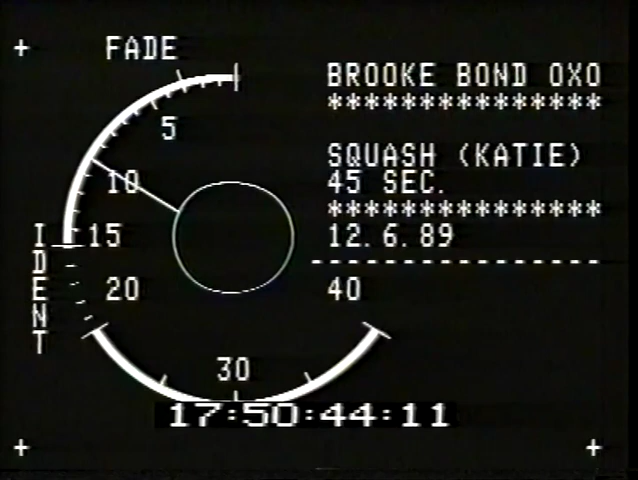 FADE
BROOKE BOND OXO
***************
5
SQUASH (KATIE)
10
45 SEC.
***************
IDENT
15
12.6.89
--------------------
20
40
30
17:50:44:11